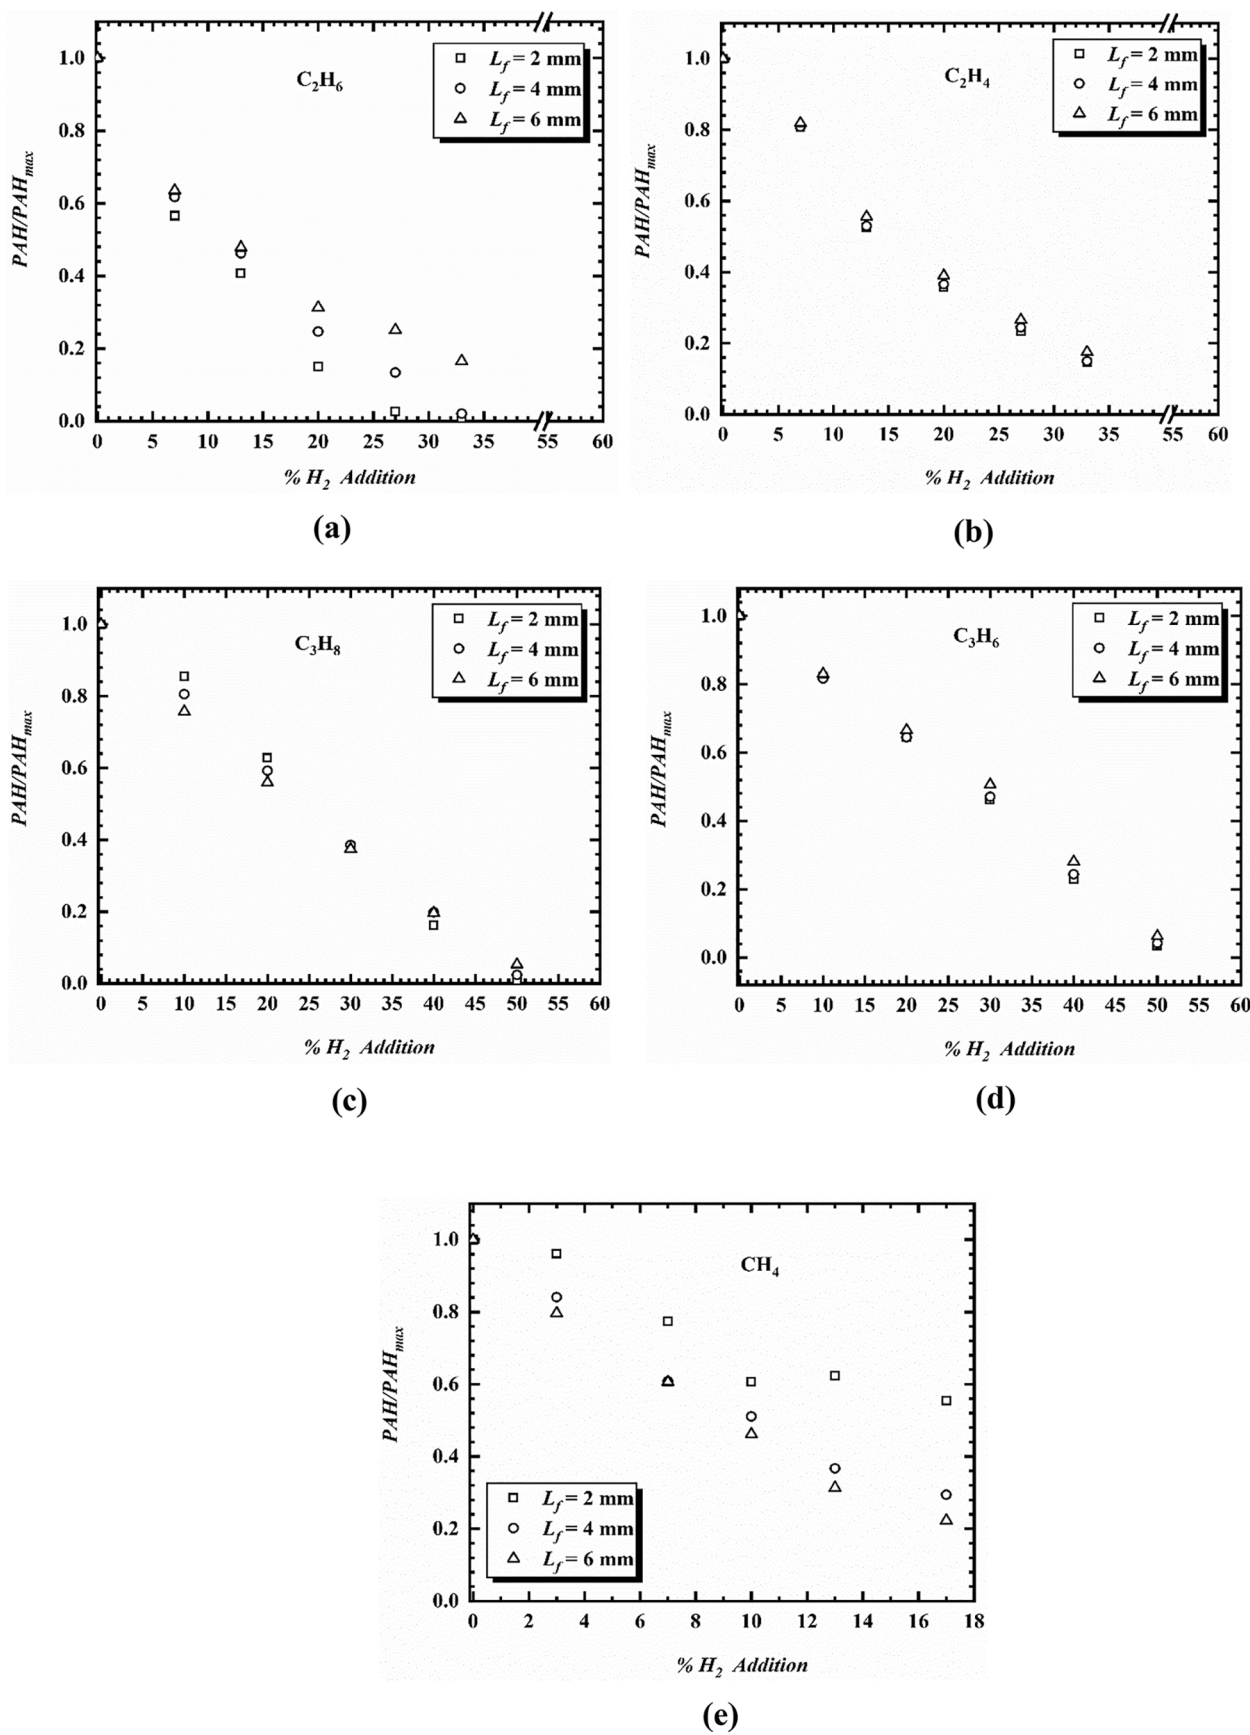 C2H6
Lf = 2 mm
Lf = 4 mm
Lf = 6 mm
PAH/PAHmax
1.0
0.8
0.6
0.4
0.2
0.0
0 5 10 15 20 25 30 35 55 60
% H2 Addition
(a)
C2H4
Lf = 2 mm
Lf = 4 mm
Lf = 6 mm
PAH/PAHmax
1.0
0.8
0.6
0.4
0.2
0.0
0 5 10 15 20 25 30 35 55 60
% H2 Addition
(b)
C3H8
Lf = 2 mm
Lf = 4 mm
Lf = 6 mm
PAH/PAHmax
1.0
0.8
0.6
0.4
0.2
0.0
0 5 10 15 20 25 30 35 40 45 50 55 60
% H2 Addition
(c)
C3H6
Lf = 2 mm
Lf = 4 mm
Lf = 6 mm
PAH/PAHmax
1.0
0.8
0.6
0.4
0.2
0.0
0 5 10 15 20 25 30 35 40 45 50 55 60
% H2 Addition
(d)
CH4
PAH/PAHmax
1.0
0.8
0.6
0.4
0.2
0.0
Lf = 2 mm
Lf = 4 mm
Lf = 6 mm
0 2 4 6 8 10 12 14 16 18
% H2 Addition
(e)